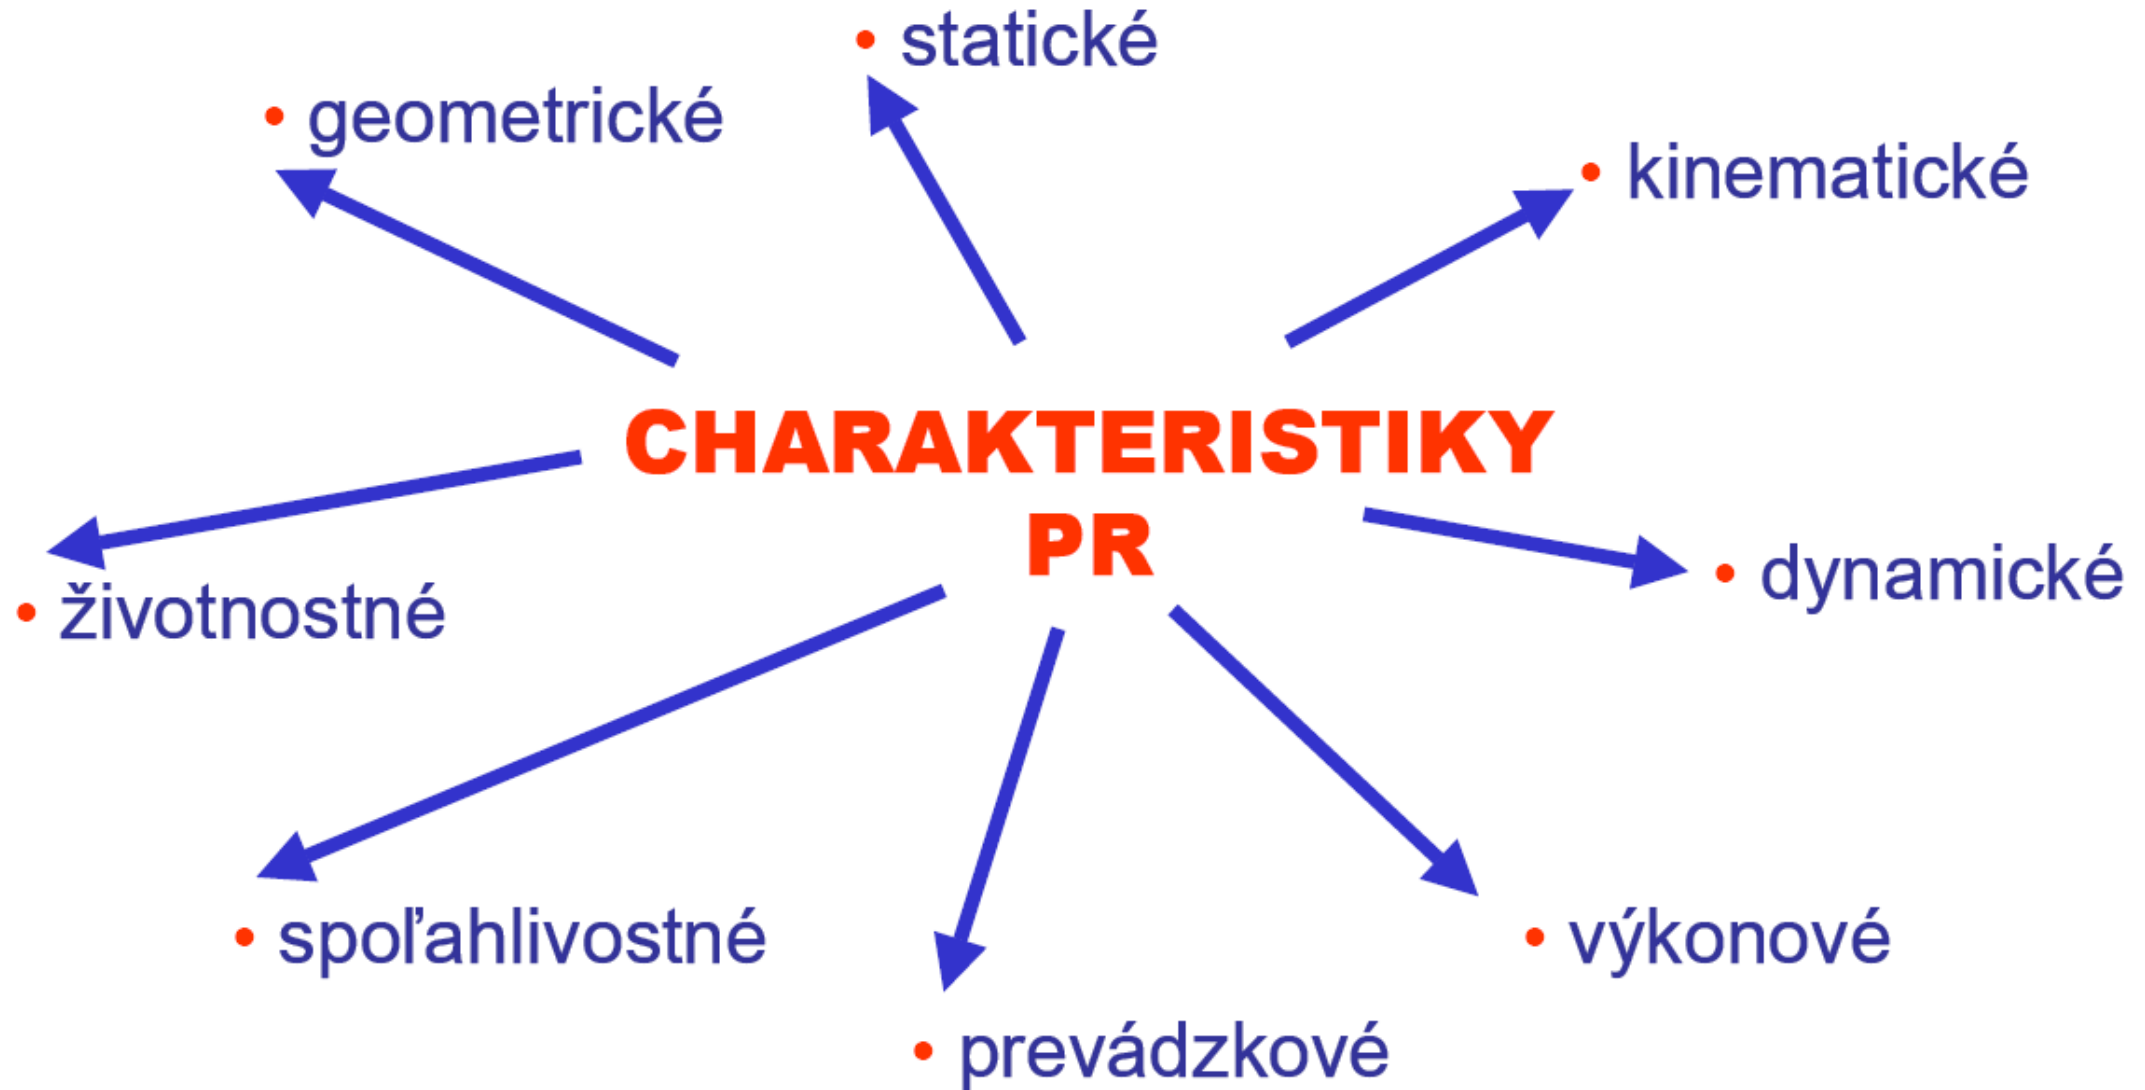 • statické
• geometrické
• kinematické
CHARAKTERISTIKY
PR
• dynamické
• životnostné
• spoľahlivostné
• výkonové
• prevádzkové